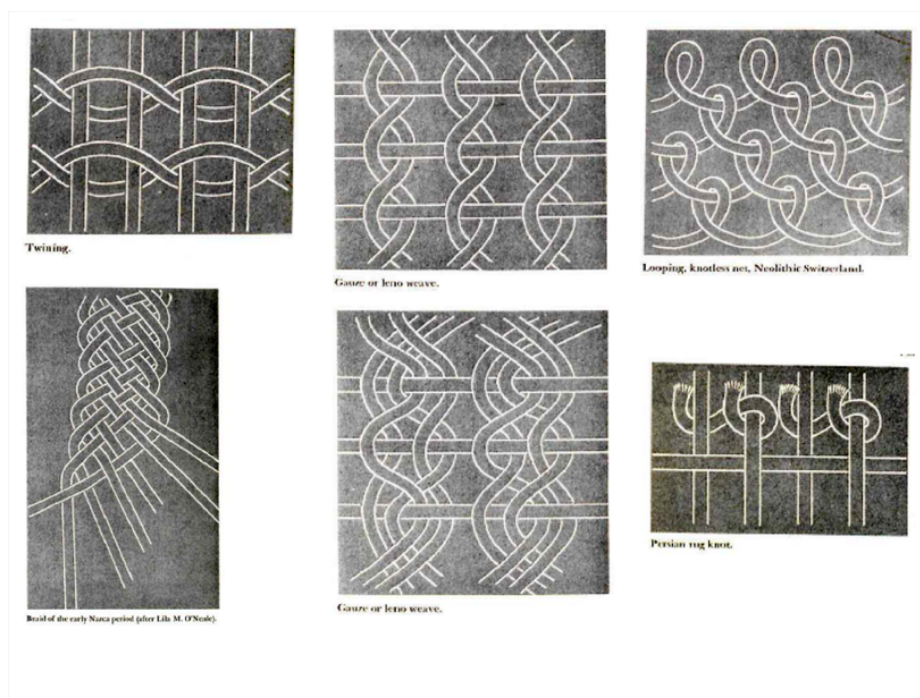 Twining.
Gauze or leno weave.
Looping, knotless net, Neolithic Switzerland.
Braid of the early Nazca period (after Lila M. O'Neale).
Gauze or leno weave.
Persian rug knot.